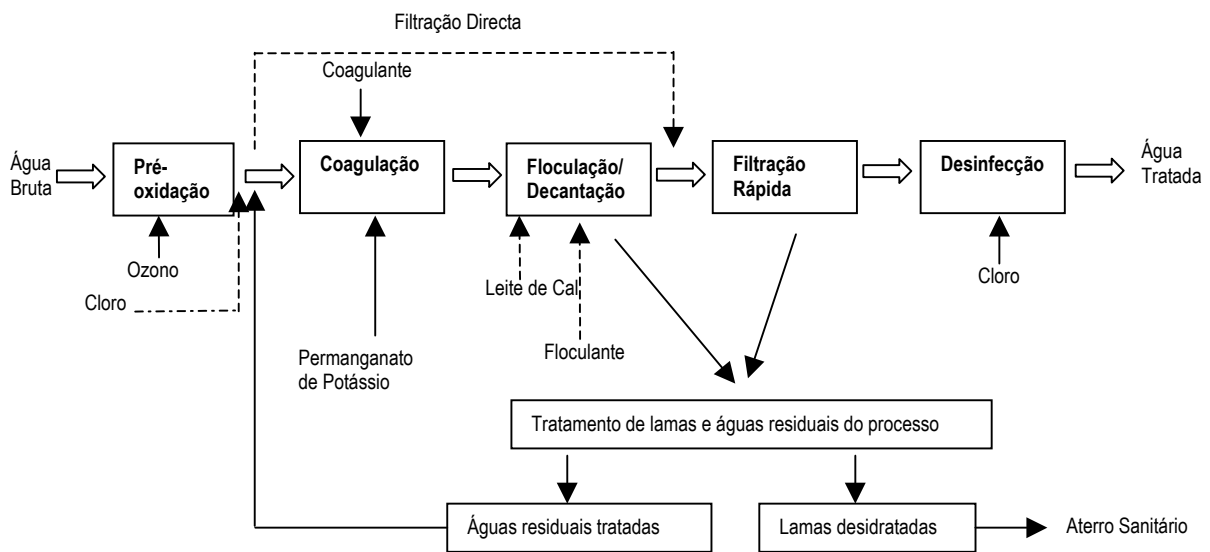 Filtração Directa
Coagulante
Água
Bruta
Pré-
oxidação
Coagulação
Floculação/
Decantação
Filtração
Rápida
Desinfecção
Água
Tratada
Ozono
Cloro
Leite de Cal
Cloro
Permanganato
de Potássio
Floculante
Tratamento de lamas e águas residuais do processo
Águas residuais tratadas
Lamas desidratadas
Aterro Sanitário